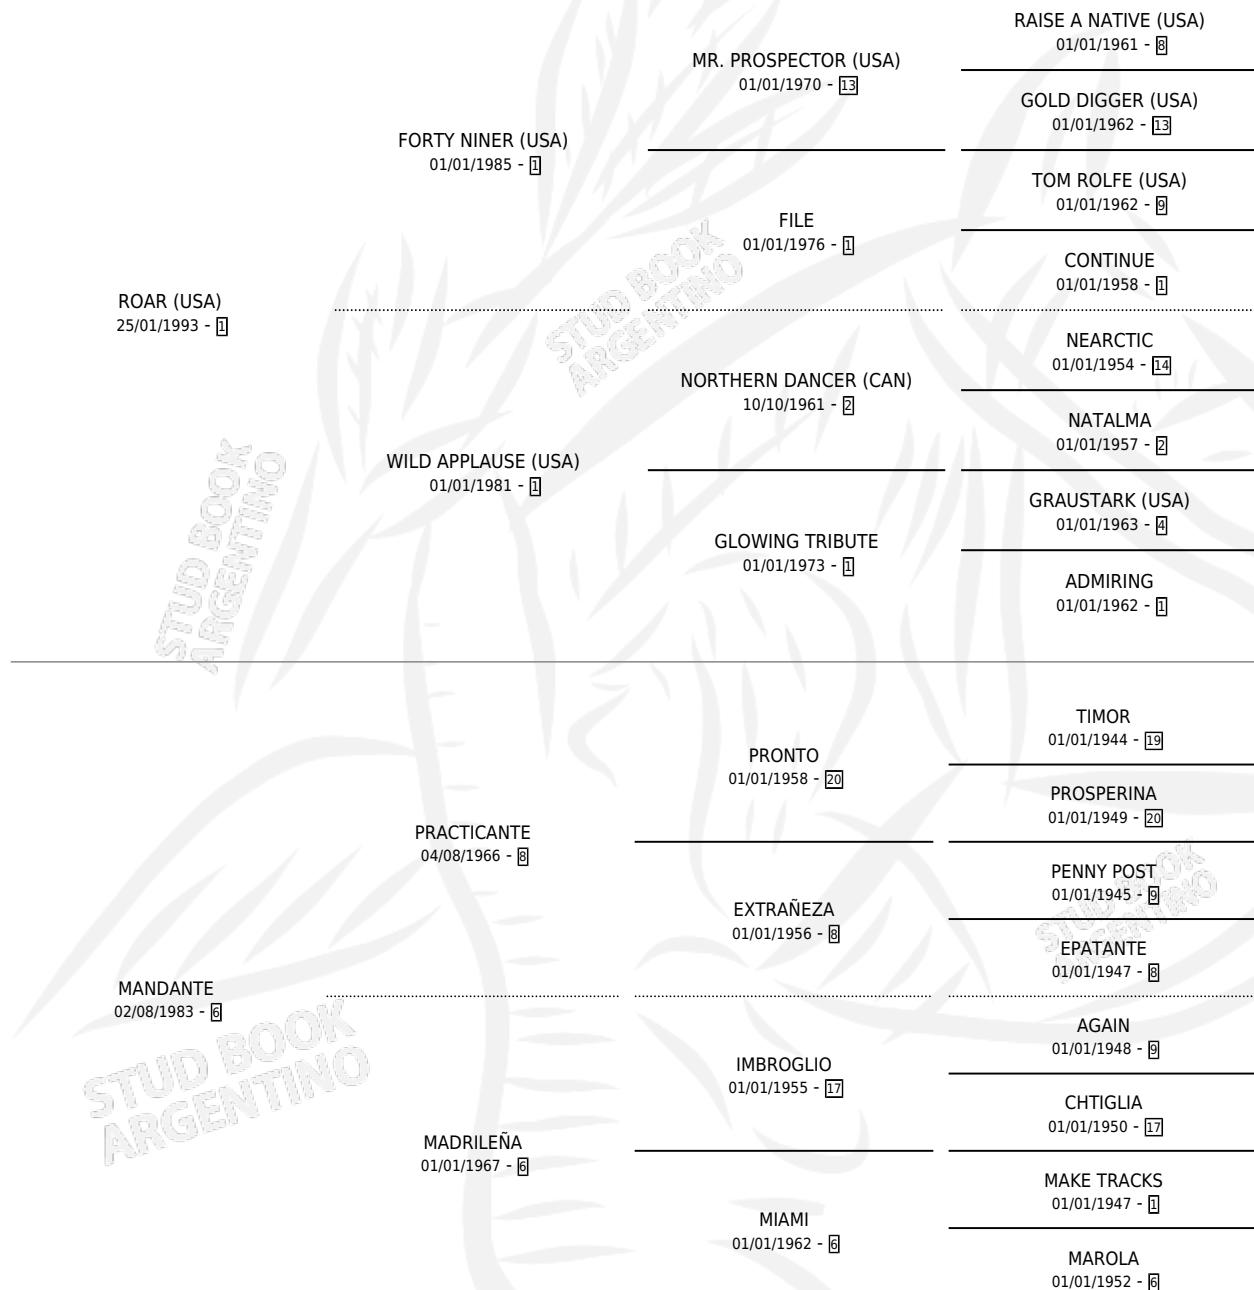 RAISE A NATIVE (USA)
01/01/1961 - 8
MR. PROSPECTOR (USA)
01/01/1970 - 13
GOLD DIGGER (USA)
01/01/1962 - 13
FORTY NINER (USA)
01/01/1985 - 1
TOM ROLFE (USA)
01/01/1962 - 9
FILE
01/01/1976 - 1
CONTINUE
01/01/1958 - 1
ROAR (USA)
25/01/1993 - 1
NEARCTIC
01/01/1954 - 14
NORTHERN DANCER (CAN)
10/10/1961 - 2
NATALMA
01/01/1957 - 2
WILD APPLAUSE (USA)
01/01/1981 - 1
GRAUSTARK (USA)
01/01/1963 - 4
GLOWING TRIBUTE
01/01/1973 - 1
ADMIRING
01/01/1962 - 1
STUD BOOK
ARGENTINO
STUD BOOK
ARGENTINO
TIMOR
01/01/1944 - 19
PRONTO
01/01/1958 - 20
PROSPERINA
01/01/1949 - 20
PRACTICANTE
04/08/1966 - 8
PENNY POST
01/01/1945 - 9
EXTRAÑEZA
01/01/1956 - 8
EPATANTE
01/01/1947 - 8
MANDANTE
02/08/1983 - 6
AGAIN
01/01/1948 - 9
IMBROGLIO
01/01/1955 - 17
CHTIGLIA
01/01/1950 - 17
MADRILEÑA
01/01/1967 - 6
MAKE TRACKS
01/01/1947 - 1
MIAMI
01/01/1962 - 6
MAROLA
01/01/1952 - 6
STUD BOOK
ARGENTINO
STUD BOOK
ARGENTINO